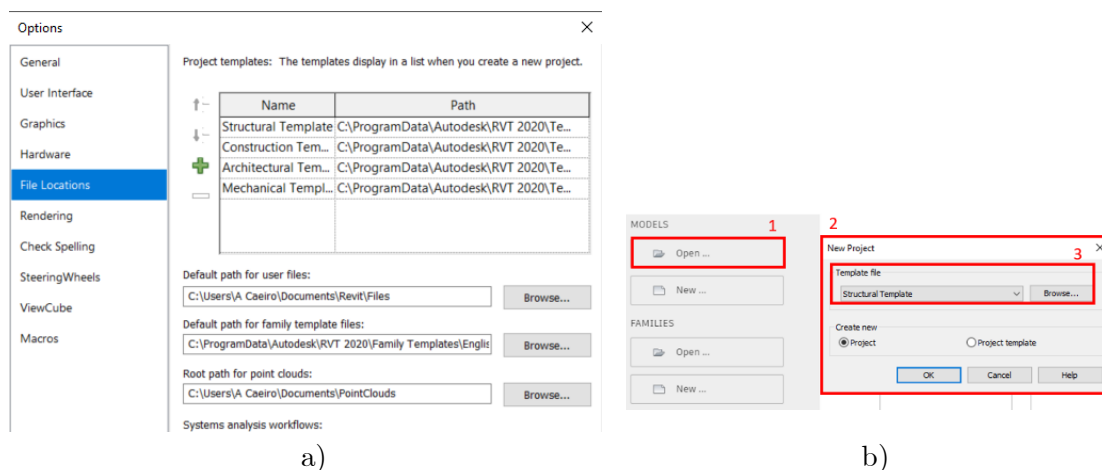 Options
General
User Interface
Graphics
Hardware
File Locations
Rendering
Check Spelling
SteeringWheels
ViewCube
Macros
Project templates: The templates display in a list when you create a new project.
Name Path
Structural Template C:\ProgramData\Autodesk\RVT 2020\Te...
Construction Tem... C:\ProgramData\Autodesk\RVT 2020\Te...
Architectural Tem... C:\ProgramData\Autodesk\RVT 2020\Te...
Mechanical Templ... C:\ProgramData\Autodesk\RVT 2020\Te...
Default path for user files:
C:\Users\A Caeiro\Documents\Revit\Files Browse...
Default path for family template files:
C:\ProgramData\Autodesk\RVT 2020\Family Templates\Englis Browse...
Root path for point clouds:
C:\Users\A Caeiro\Documents\PointClouds Browse...
Systems analysis workflows:
a)
MODELS 1
Open ...
New ...
FAMILIES
Open ...
New ...
2
New Project
3
Template file
Structural Template Browse...
Create new
Project Project template
OK Cancel Help
b)